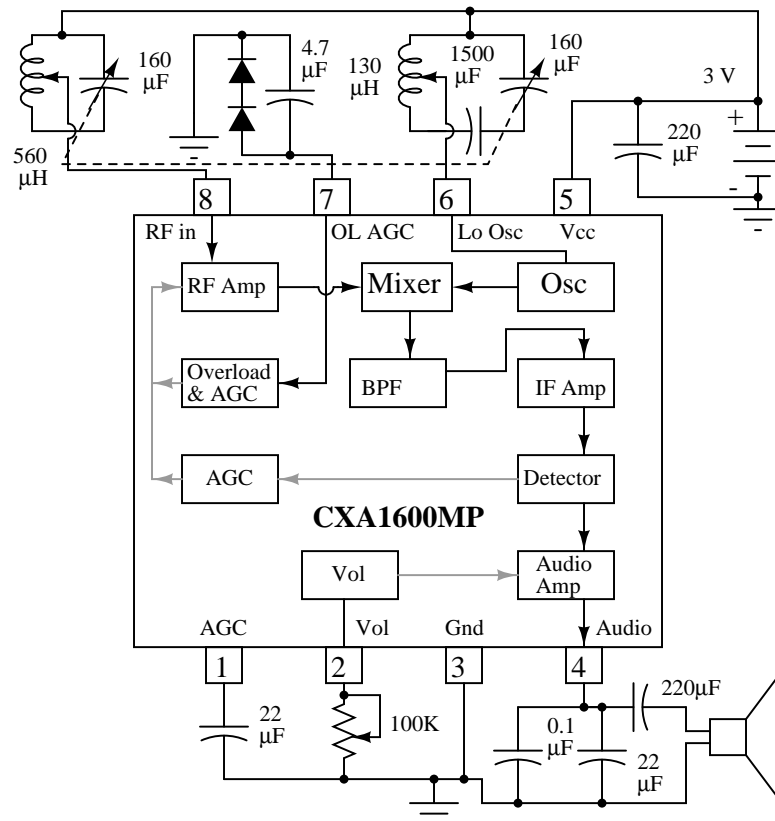 160
μF
560
μH
4.7
μF
130
μH
1500
μF
160
μF
3 V
+
-
220
μF
8
7
6
5
RF in
OL AGC
Lo Osc
Vcc
RF Amp
Mixer
Osc
Overload
& AGC
BPF
IF Amp
AGC
Detector
CXA1600MP
Vol
Audio
Amp
AGC
Vol
Gnd
Audio
1
2
3
4
22
μF
100K
0.1
μF
22
μF
220μF